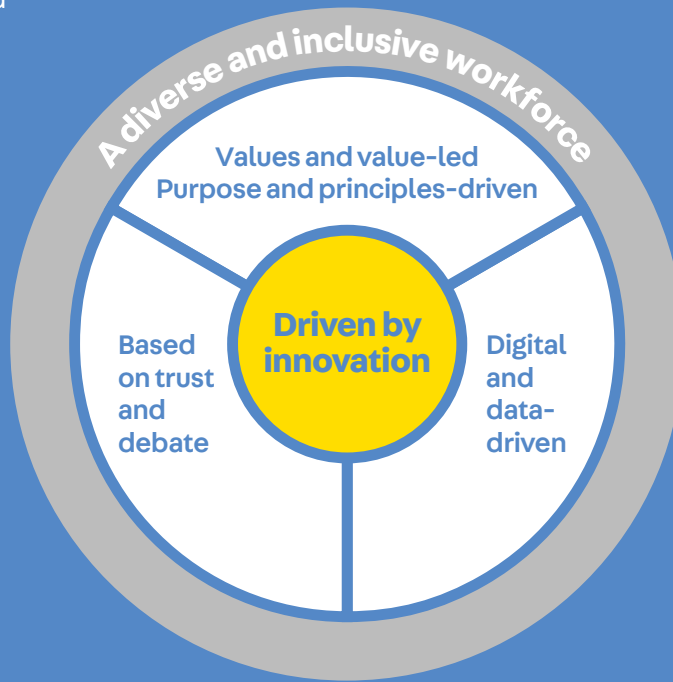 A diverse and inclusive workforce
Values and value-led
Purpose and principles-driven
Driven by
innovation
Based
on trust
and
debate
Digital
and
data-
driven